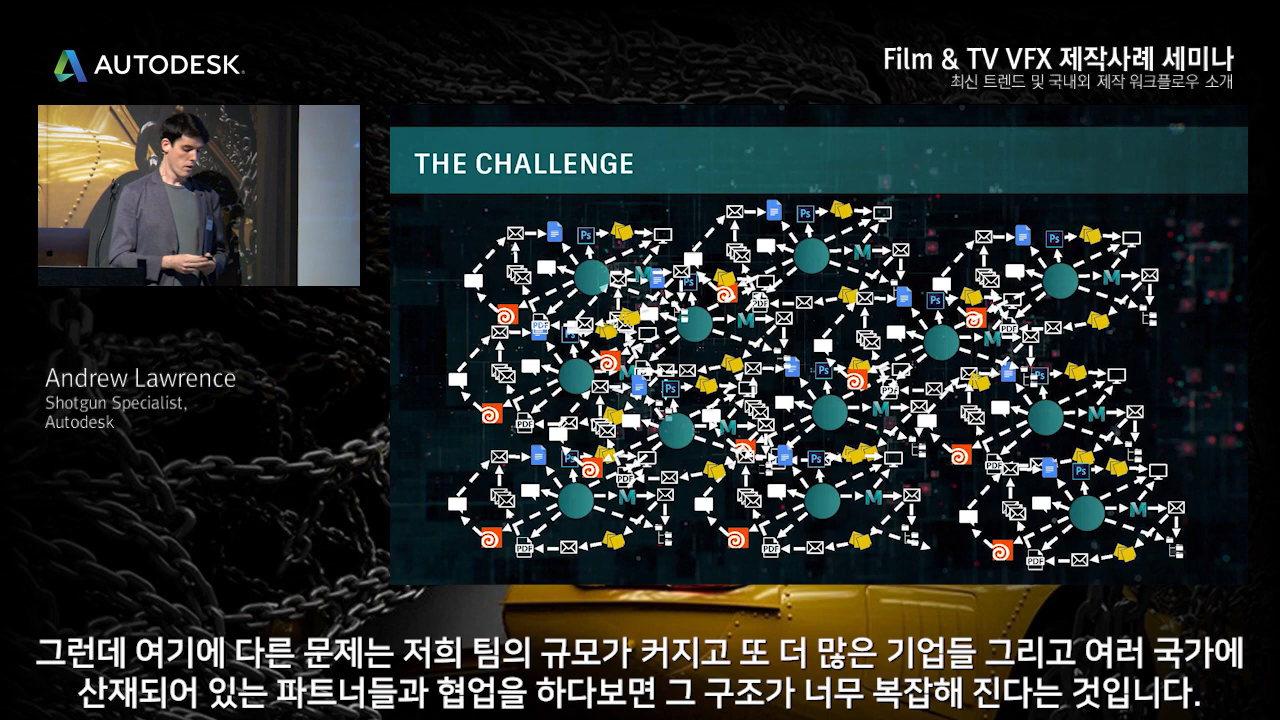 AUTODESK
Film & TV VFX 제작사례 세미나
최신 트렌드 및 국내외 제작 워크플로우 소개
THE CHALLENGE
Andrew Lawrence
Shotgun Specialist,
Autodesk
그런데 여기에 다른 문제는 저희 팀의 규모가 커지고 또 더 많은 기업들 그리고 여러 국가에
산재되어 있는 파트너들과 협업을 하다보면 그 구조가 너무 복잡해 진다는 것입니다.